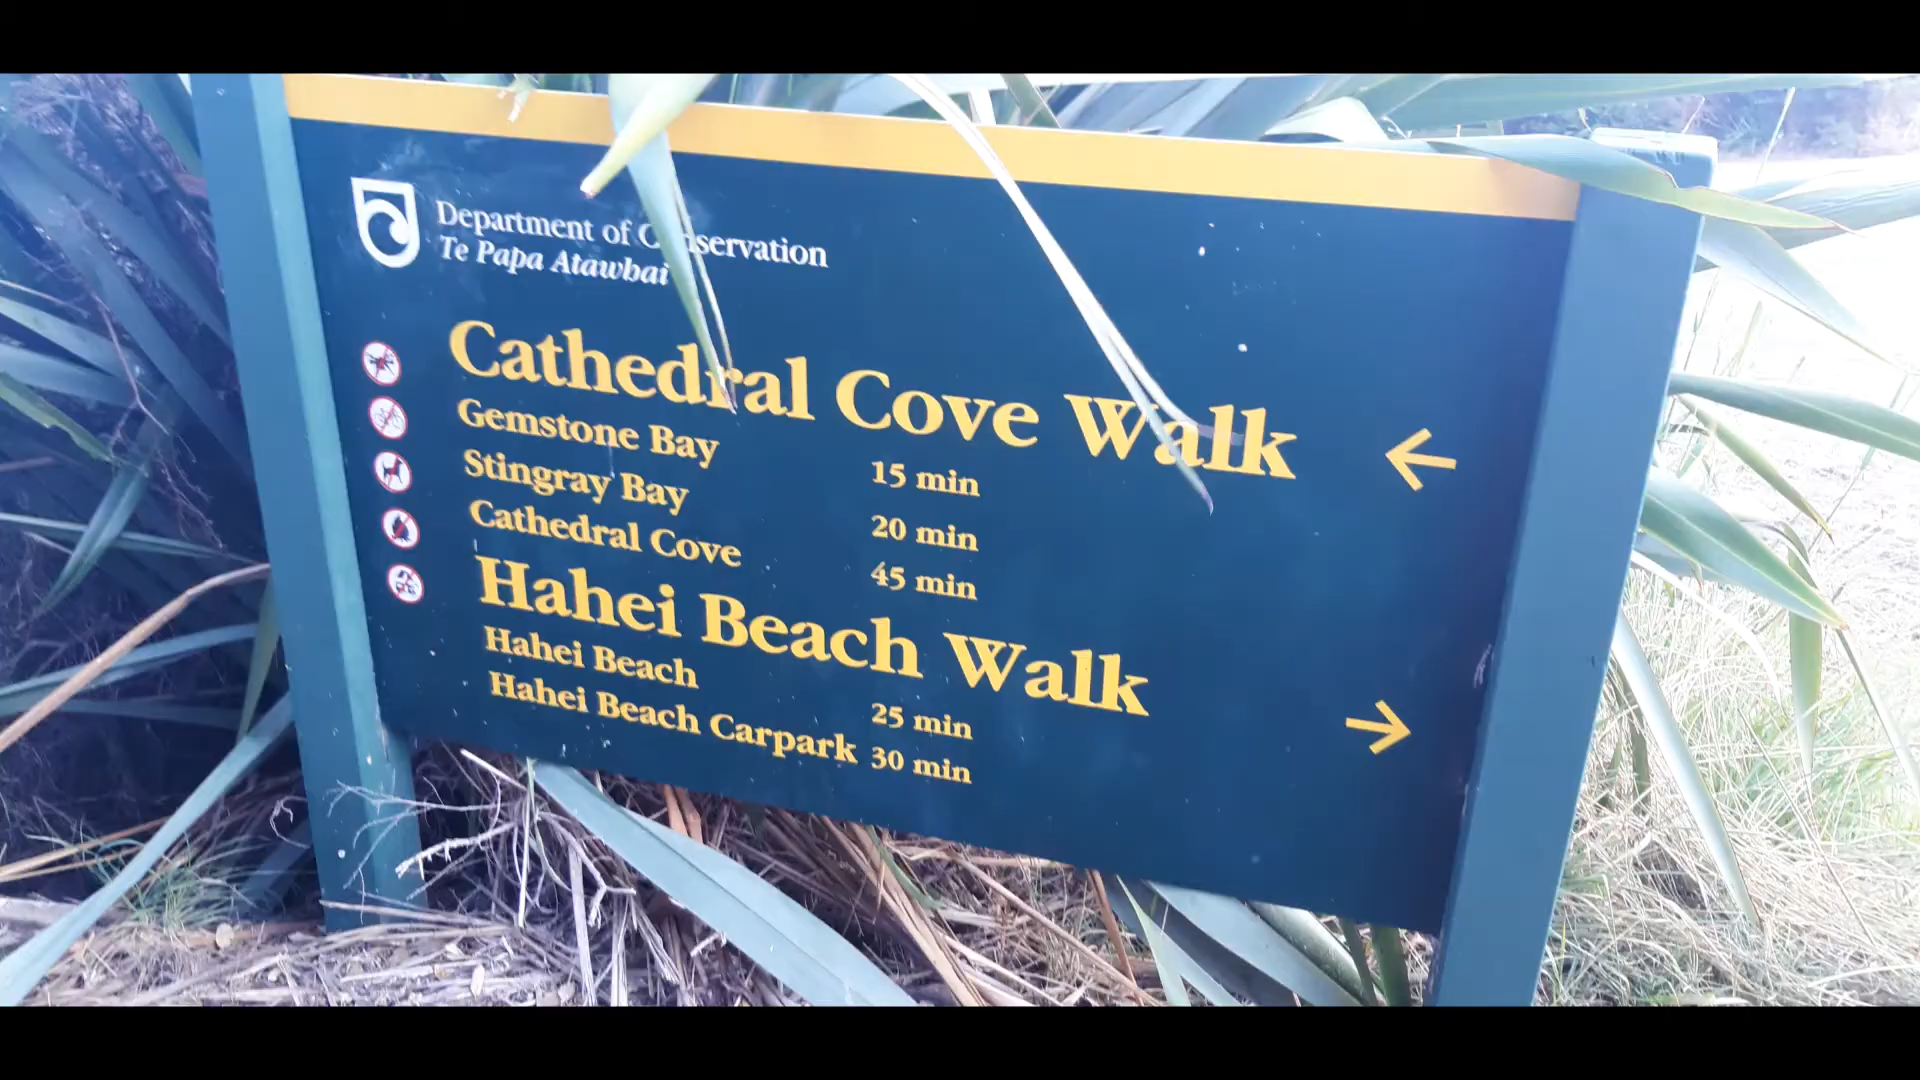 Department of Conservation
Te Papa Atawhai
Cathedral Cove Walk
Gemstone Bay 15 min
Stingray Bay 20 min
Cathedral Cove 45 min
Hahei Beach Walk
Hahei Beach 25 min
Hahei Beach Carpark 30 min